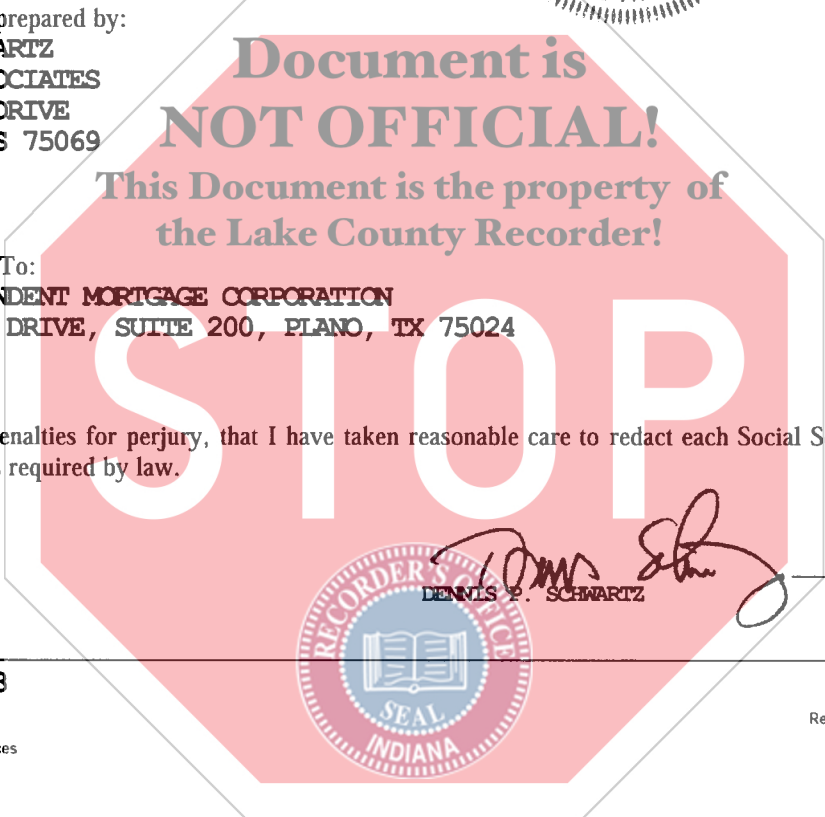 prepared by:
ARTZ
OCIATES
DRIVE
S 75069
Document is
NOT OFFICIAL!
This Document is the property of
the Lake County Recorder!
To:
NDENT MORTGAGE CORPORATION
DRIVE, SUITE 200, PLANO, TX 75024
STOP
enalties for perjury, that I have taken reasonable care to redact each Social S
required by law.
DENNIS P. SCHWARTZ
RECORDER'S OFFICE
SEAL
INDIANA
3
Re
ces